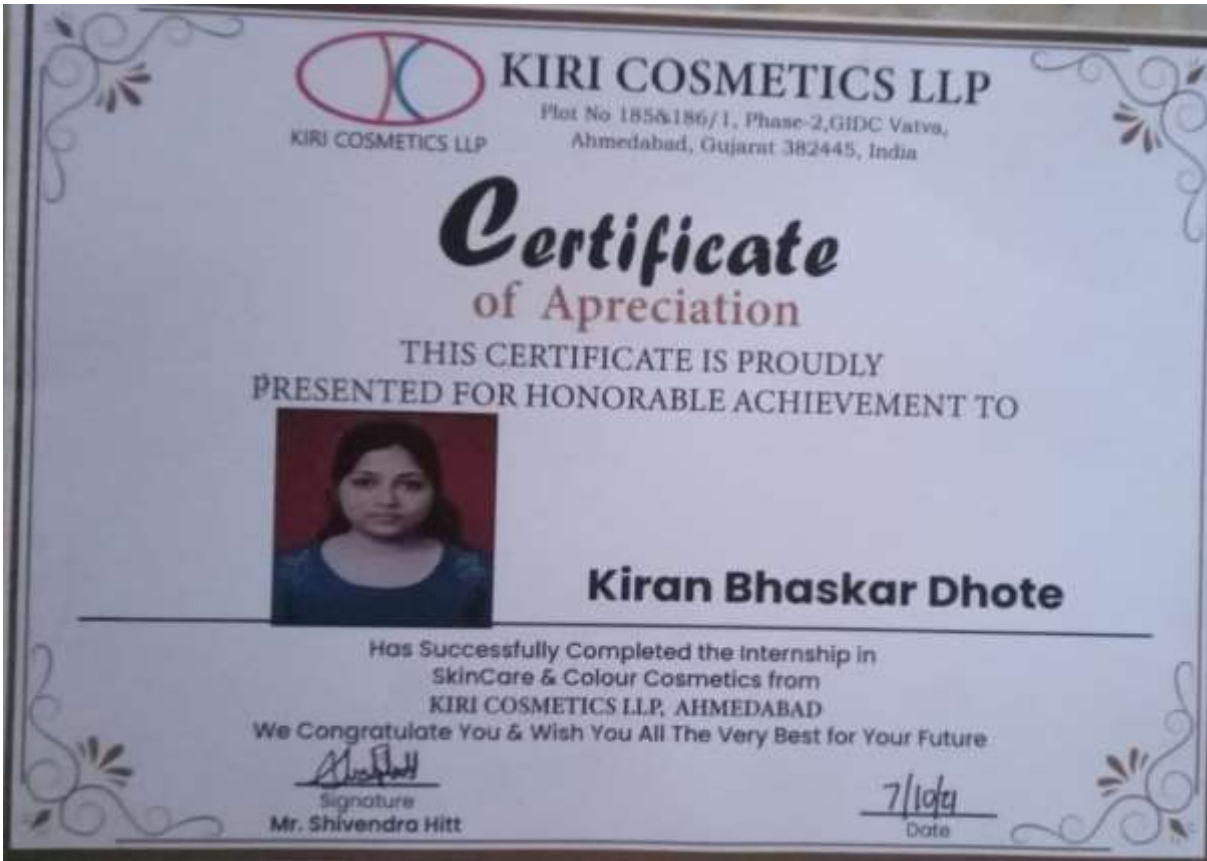 KIRI COSMETICS LLP
KIRI COSMETICS LLP
Plot No 185&186/1, Phase-2,GIDC Vatva,
Ahmedabad, Gujarat 382445, India
Certificate
of Apreciation
THIS CERTIFICATE IS PROUDLY
PRESENTED FOR HONORABLE ACHIEVEMENT TO
Kiran Bhaskar Dhote
Has Successfully Completed the Internship in
SkinCare & Colour Cosmetics from
KIRI COSMETICS LLP, AHMEDABAD
We Congratulate You & Wish You All The Very Best for Your Future
Signature
Mr. Shivendra Hitt
7/10/21
Date